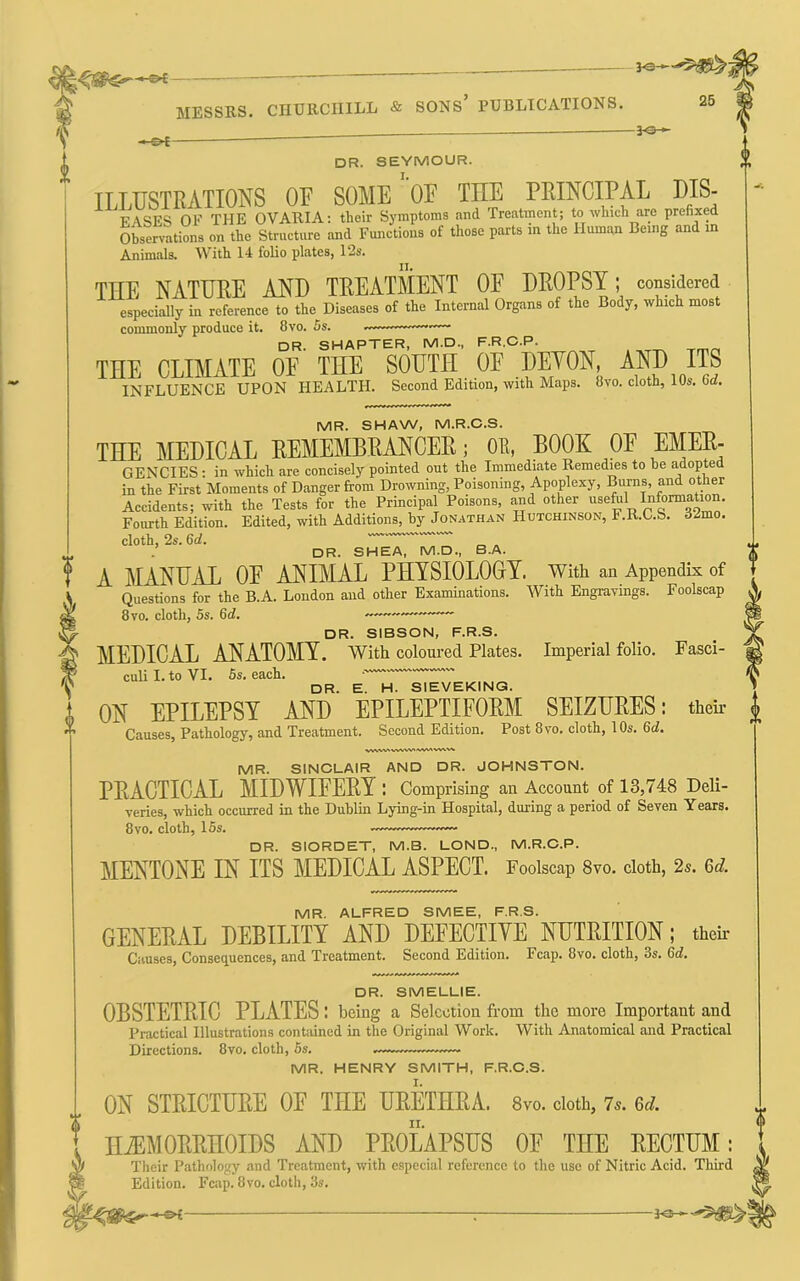 MESSRS. CHURCHILL & SONS' PUBLICATIONS. 25
DR. SEYMOUR.
I.
ILLUSTRATIONS OF SOME OF THE PRINCIPAL DIS-
EASES OF THE OVARIA: their Symptoms and Treatment; to which are prefixed
Observations on the Structure and Functions of those parts in the Human Being and in
Animals. With 14 folio plates, 12s.
II.
THE NATURE AND TREATMENT OF DROPSY; considered
especially in reference to the Diseases of the Internal Organs of the Body, which most
commonly produce it. 8vo. 5s.
DR. SHAPTER, M.D., F.R.C.P.
THE CLIMATE OF THE SOUTH OF DEVON, AND ITS
INFLUENCE UPON HEALTH. Second Edition, with Maps. 8vo. cloth, 10s. 6d.
MR. SHAW, M.R.C.S.
THE MEDICAL REMEMBRANCER; OR, BOOK OF EMER-
GENCIES: in which are concisely pointed out the Immediate Remedies to be adopted
in the First Moments of Danger from Drowning, Poisoning, Apoplexy, Burns, and other
Accidents; with the Tests for the Principal Poisons, and other useful Information.
Fourth Edition. Edited, with Additions, by JONATHAN HUTCHINSON, F.R.C.S. 32mo.
cloth, 2s. 6d.
DR. SHEA, M.D., B.A.
A MANUAL OF ANIMAL PHYSIOLOGY. With an Appendix of
Questions for the B.A. London and other Examinations. With Engravings. Foolscap
8vo. cloth, 5s. 6d.
DR. SIBSON, F.R.S.
MEDICAL ANATOMY. With coloured Plates. Imperial folio. Fasci-
culi I. to VI. 5s. each.
DR. E. H. SIEVEKING.
ON EPILEPSY AND EPILEPTIFORM SEIZURES: their
Causes, Pathology, and Treatment. Second Edition. Post 8vo. cloth, 10s. 6d.
MR. SINCLAIR AND DR. JOHNSTON.
PRACTICAL MIDWIFERY: Comprising an Account of 13,748 Deli-
veries, which occurred in the Dublin Lying-in Hospital, during a period of Seven Years.
8vo. cloth, 15s.
DR. SIORDET, M.B. LOND., M.R.C.P.
MENTONE IN ITS MEDICAL ASPECT. Foolscap 8vo. cloth, 2s. 6d.
MR. ALFRED SMEE, F.R.S.
GENERAL DEBILITY AND DEFECTIVE NUTRITION; their
Causes, Consequences, and Treatment. Second Edition. Fcap. 8vo. cloth, 3s. 6d.
DR. SMELLIE.
OBSTETRIC PLATES: being a Selection from the more Important and
Practical Illustrations contained in the Original Work. With Anatomical and Practical
Directions. 8vo. cloth, 5s.
MR. HENRY SMITH, F.R.C.S.
I.
ON STRICTURE OF THE URETHRA. 8vo. cloth, 7s. 6d.
II.
HÆMORRHOIDS AND PROLAPSUS OF THE RECTUM:
Their Pathology and Treatment, with especial reference to the use of Nitric Acid. Third
Edition. Fcap. 8vo. cloth, 3s.